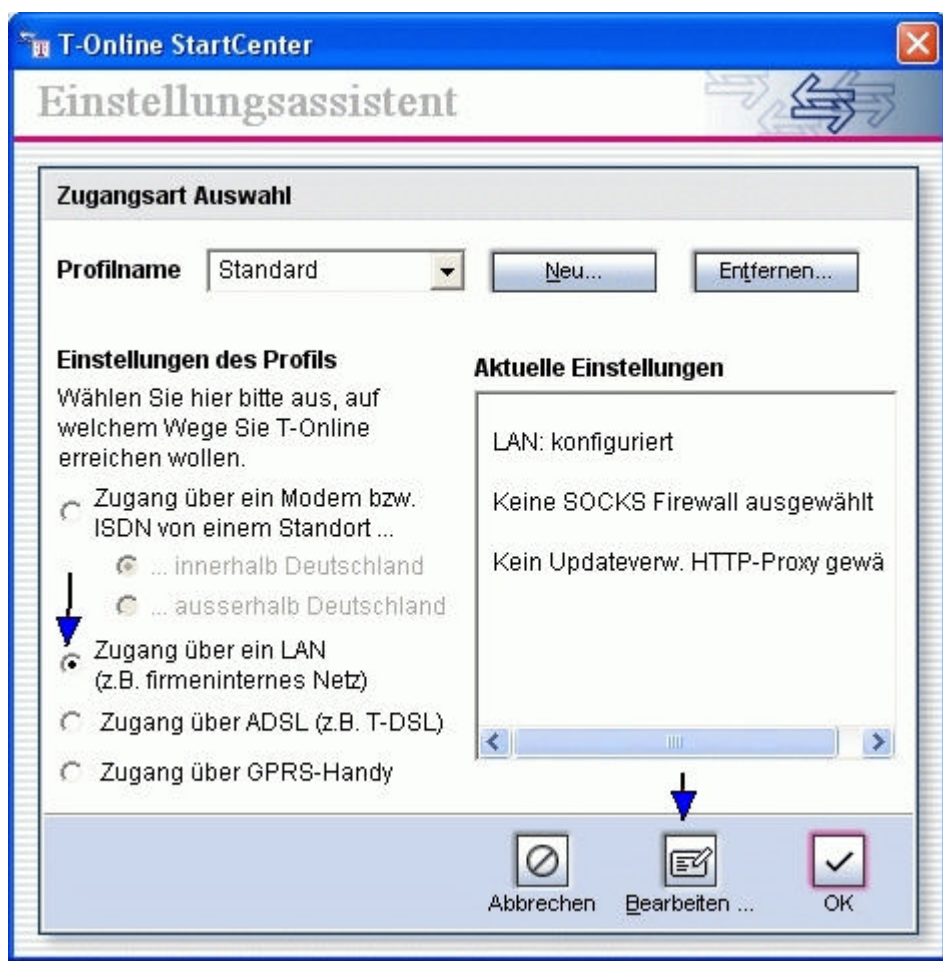 T-Online StartCenter
Einstellungsassistent
Zugangsart Auswahl
Profilname Standard Neu... Entfernen...
Einstellungen des Profils
Wählen Sie hier bitte aus, auf
welchem Wege Sie T-Online
erreichen wollen.
Zugang über ein Modem bzw.
ISDN von einem Standort ...
... innerhalb Deutschland
... ausserhalb Deutschland
Zugang über ein LAN
(z.B. firmeninternes Netz)
Zugang über ADSL (z.B. T-DSL)
Zugang über GPRS-Handy
Aktuelle Einstellungen
LAN: konfiguriert
Keine SOCKS Firewall ausgewählt
Kein Updateverw. HTTP-Proxy gewä
Abbrechen Bearbeiten ... OK